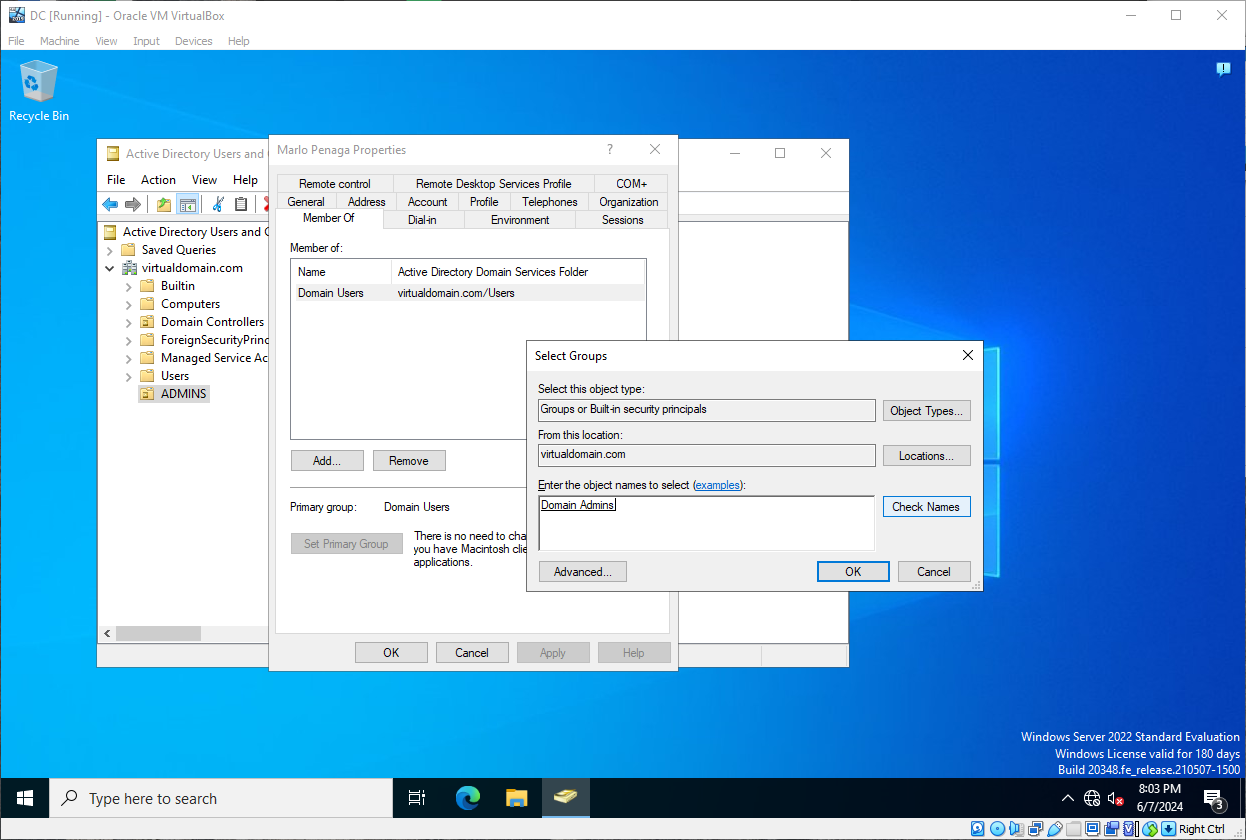 DC [Running] - Oracle VM VirtualBox
File Machine View Input Devices Help
Recycle Bin
Active Directory Users and
File Action View Help
Active Directory Users and C
Saved Queries
virtualdomain.com
Builtin
Computers
Domain Controllers
ForeignSecurityPrinc
Managed Service Ac
Users
ADMINS
Marlo Penaga Properties
?
Remote control Remote Desktop Services Profile COM+
General Address Account Profile Telephones Organization
Member Of Dial-in Environment Sessions
Member of:
Name Active Directory Domain Services Folder
Domain Users virtualdomain.com/Users
Add... Remove
Primary group: Domain Users
Set Primary Group
There is no need to cha
you have Macintosh clie
applications.
OK Cancel Apply Help
Select Groups
Select this object type:
Groups or Built-in security principals Object Types...
From this location:
virtualdomain.com Locations...
Enter the object names to select (examples):
Domain Admins Check Names
Advanced... OK Cancel
Windows Server 2022 Standard Evaluation
Windows License valid for 180 days
Build 20348.fe_release.210507-1500
Type here to search
8:03 PM
6/7/2024
3
Right Ctrl